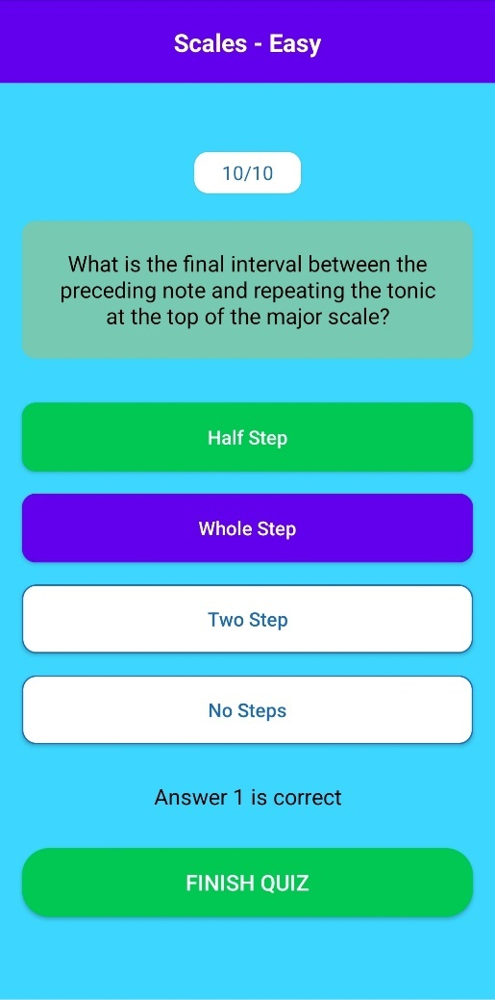 Scales - Easy
10/10
What is the final interval between the
preceding note and repeating the tonic
at the top of the major scale?
Half Step
Whole Step
Two Step
No Steps
Answer 1 is correct
FINISH QUIZ